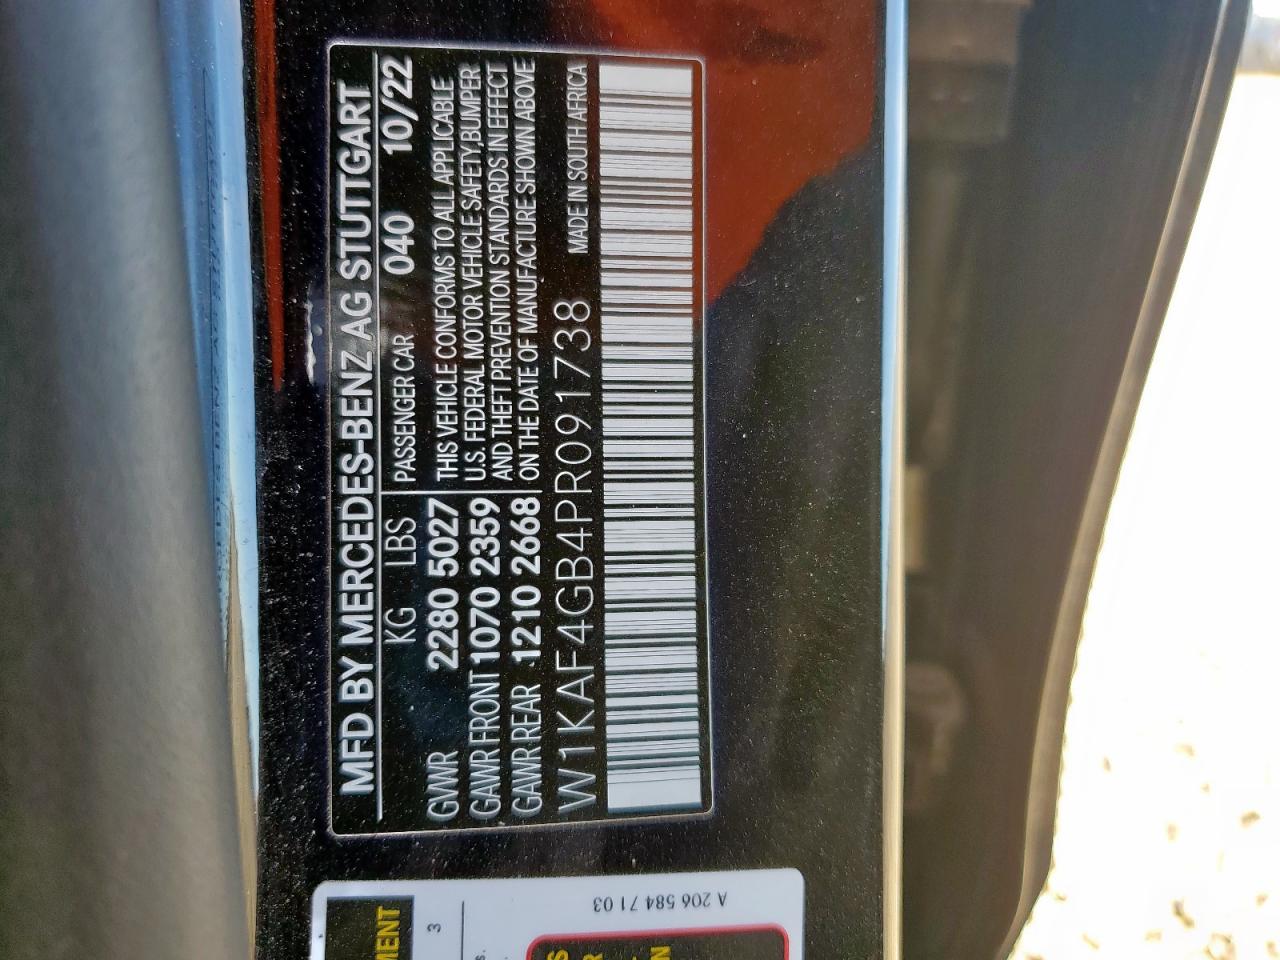 MFD BY MERCEDES-BENZ AG STUTTGART
KG LBS PASSENGER CAR 040 10/22
GVWR 2280 5027 THIS VEHICLE CONFORMS TO ALL APPLICABLE
GAWR FRONT 1070 2359 U.S. FEDERAL MOTOR VEHICLE SAFETY,BUMPER
AND THEFT PREVENTION STANDARDS IN EFFECT
GAWR REAR 1210 2668 ON THE DATE OF MANUFACTURE SHOWN ABOVE
W1KAF4GB4PR091738 MADE IN SOUTH AFRICA
3
A 206 584 71 03